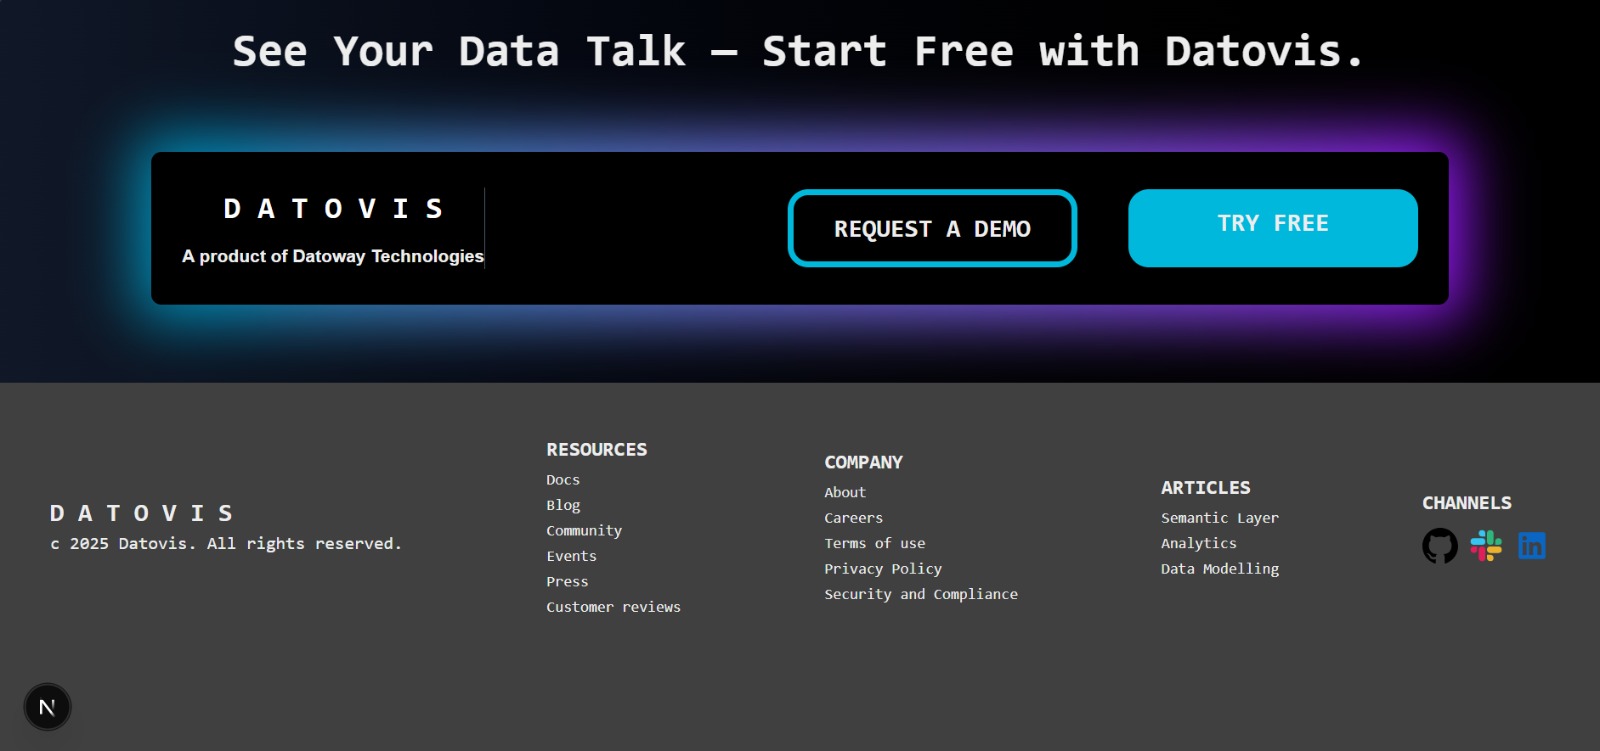 See Your Data Talk — Start Free with Datovis.
DATOVIS
A product of Datoway Technologies
REQUEST A DEMO
TRY FREE
DATOVIS
c 2025 Datovis. All rights reserved.
RESOURCES
Docs
Blog
Community
Events
Press
Customer reviews
COMPANY
About
Careers
Terms of use
Privacy Policy
Security and Compliance
ARTICLES
Semantic Layer
Analytics
Data Modelling
CHANNELS
in
N